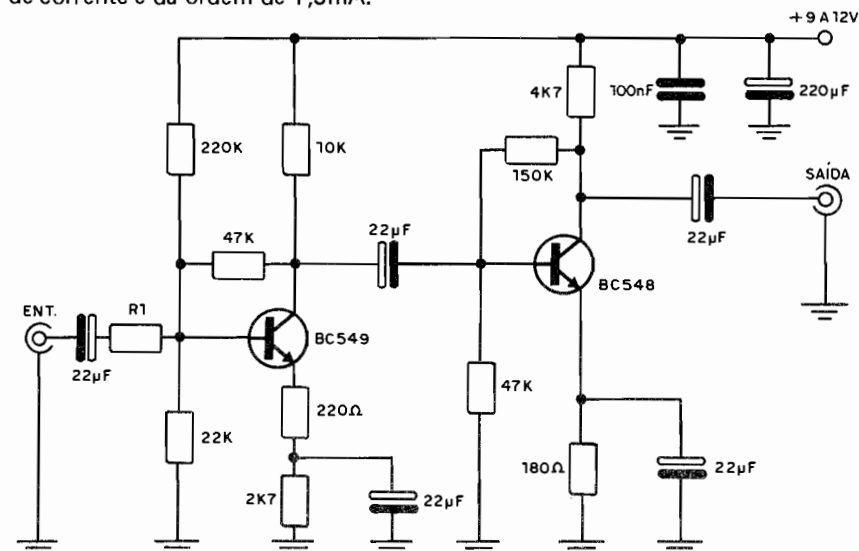 de corrente é da ordem de 1,5mA.
+9 A 12V
4K7
100nF
220µF
220K
10K
150K
SAÍDA
47K
22µF
22µF
BC548
ENT.
R1
BC549
22µF
220Ω
47K
22K
180Ω
22µF
2K7
22µF